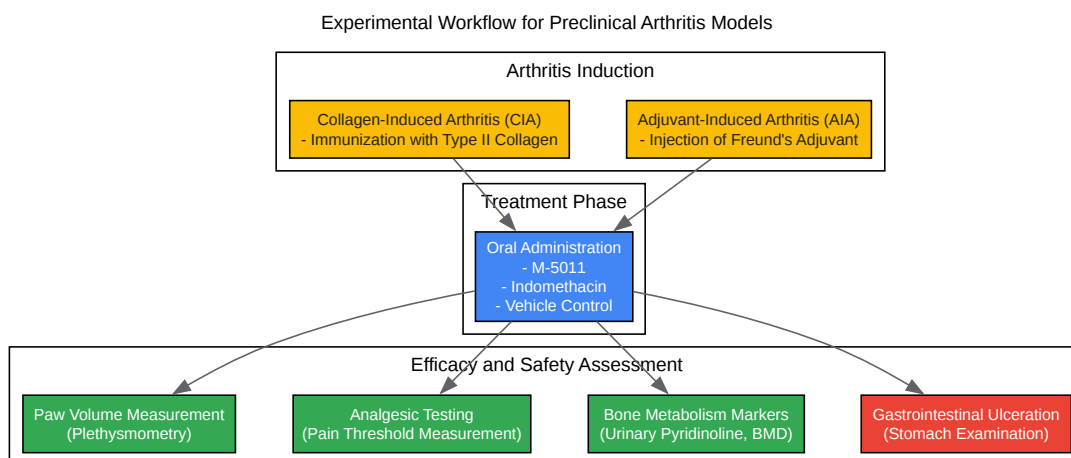 Experimental Workflow for Preclinical Arthritis Models
Arthritis Induction
Collagen-Induced Arthritis (CIA)
- Immunization with Type II Collagen
Adjuvant-Induced Arthritis (AIA)
- Injection of Freund's Adjuvant
Treatment Phase
Oral Administration
- M-5011
- Indomethacin
- Vehicle Control
Efficacy and Safety Assessment
Paw Volume Measurement
(Plethysmometry)
Analgesic Testing
(Pain Threshold Measurement)
Bone Metabolism Markers
(Urinary Pyridinoline, BMD)
Gastrointestinal Ulceration
(Stomach Examination)